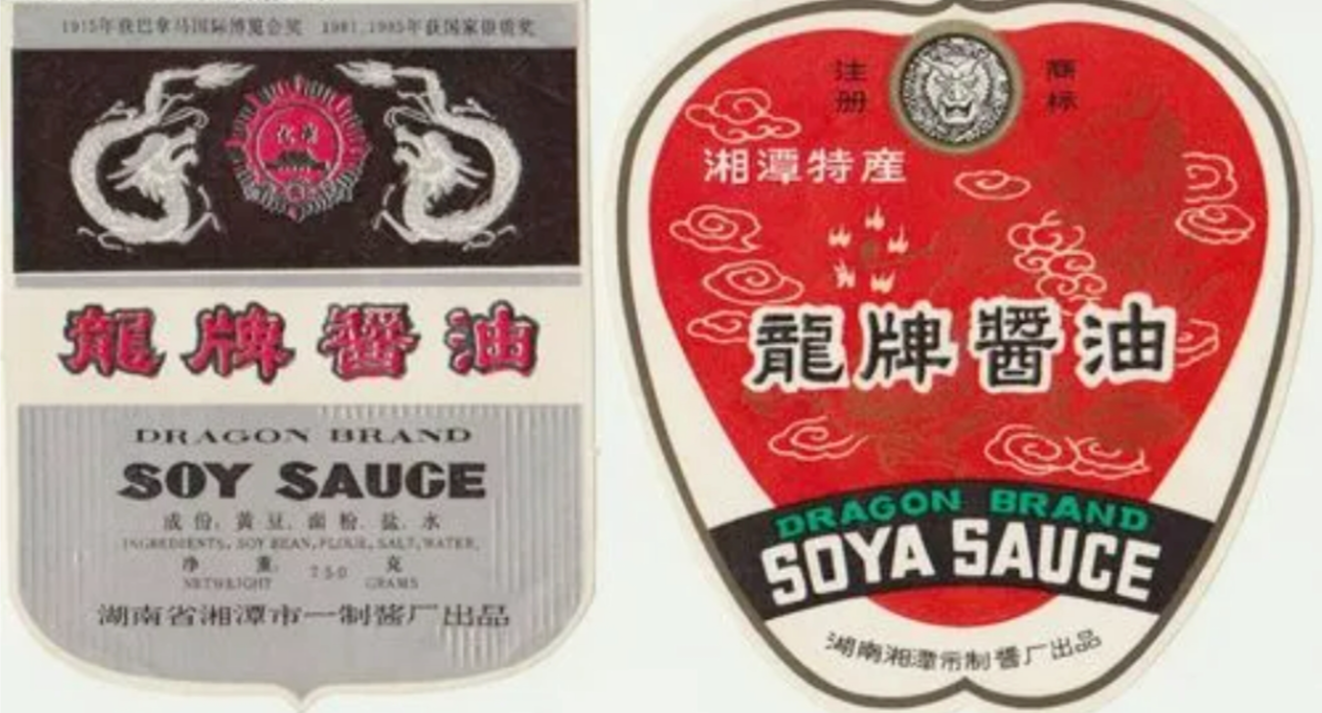 1915年获巴拿马国际博览会奖 1981.1985年获国家银质奖
龍牌醬油
DRAGON BRAND
SOY SAUCE
成份:黄豆、面粉、盐、水
INGREDIENTS, SOY BEAN, FLOUR, SALT, WATER,
净重: 750 克
NETWEIGHT GRAMS
湖南省湘潭市一制酱厂出品
注册 商标
湘潭特産
龍牌醬油
DRAGON BRAND
SOYA SAUCE
湖南湘潭市制醬厂出品